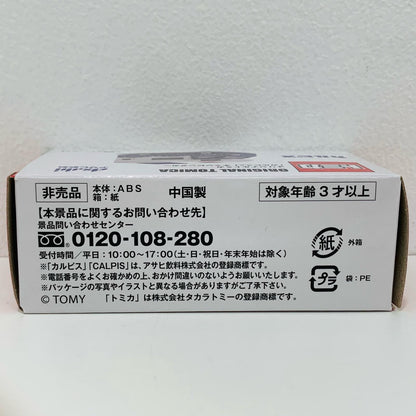 ORIGINAL TOMICA
非売品
本体：ABS
箱：紙
中国製
対象年齢３才以上
【本景品に関するお問い合わせ先】
景品問い合わせセンター
0120-108-280
受付時間／平日：10:00〜17:00（土・日・祝日・年末年始は除く）
※「カルピス」「CALPIS」は、アサヒ飲料株式会社の登録商標です。
※電話番号をよくお確かめの上、おかけ間違いのないようお願いいたします。
※パッケージの写真やイラストと異なる場合がありますがご了承下さい。
© TOMY 「トミカ」は株式会社タカラトミーの登録商標です。
紙
外箱
プラ
袋：PE